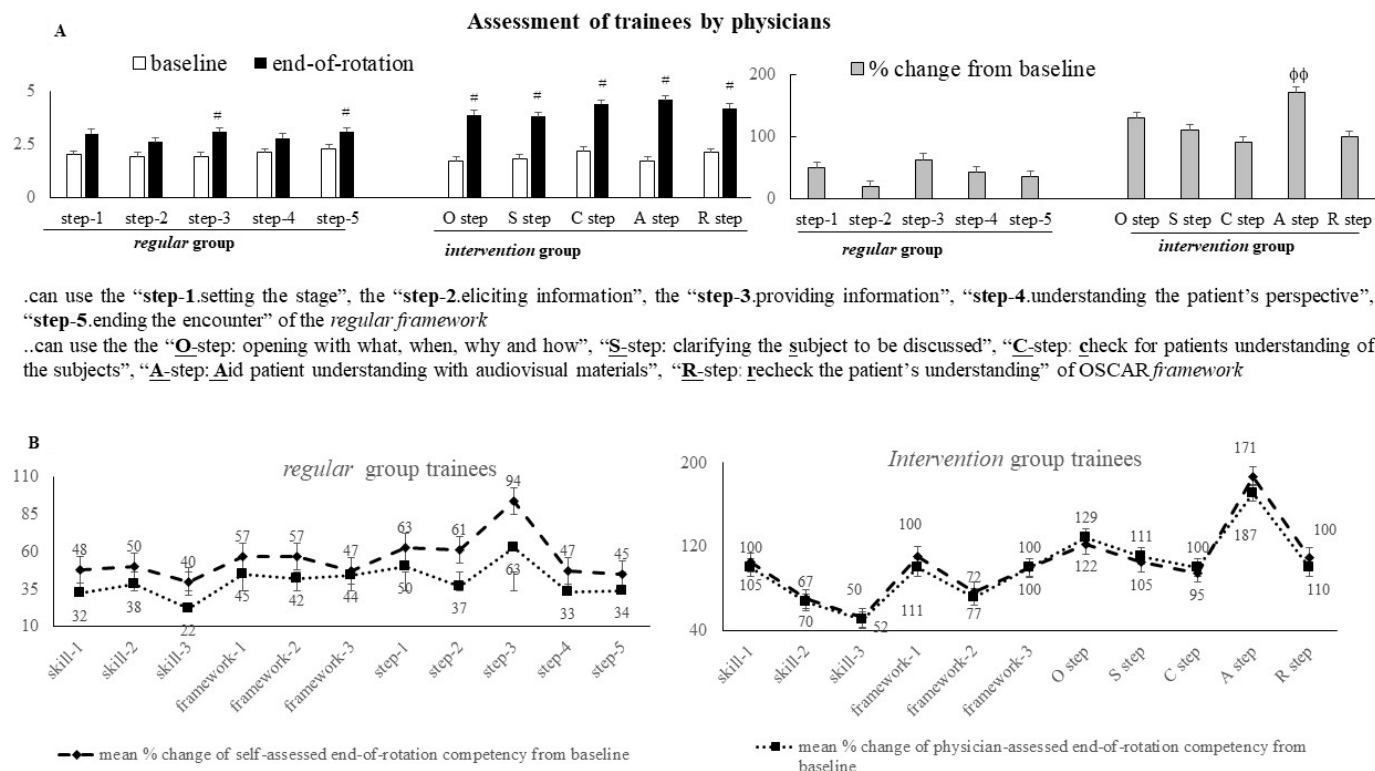 Assessment of trainees by physicians
A
baseline
end-of-rotation
5
2.5
0
#
#
#
#
#
#
#
step-1 step-2 step-3 step-4 step-5
regular group
O step S step C step A step R step
intervention group
% change from baseline
200
100
0
ϕϕ
step-1 step-2 step-3 step-4 step-5
regular group
O step S step C step A step R step
intervention group
.can use the “step-1.setting the stage”, the “step-2.eliciting information”, the “step-3.providing information”, “step-4.understanding the patient’s perspective”,
“step-5.ending the encounter” of the regular framework
..can use the the “O-step: opening with what, when, why and how”, “S-step: clarifying the subject to be discussed”, “C-step: check for patients understanding of
the subjects”, “A-step: Aid patient understanding with audiovisual materials”, “R-step: recheck the patient’s understanding” of OSCAR framework
B
regular group trainees
110
85
60
35
10
48 50 40 57 57 47 63 61 94 47 45
32 38 22 45 42 44 50 37 63 33 34
skill-1 skill-2 skill-3 framework-1 framework-2 framework-3 step-1 step-2 step-3 step-4 step-5
Intervention group trainees
200
120
40
100 67 50 100 72 100 129 111 100 171 100
105 70 52 111 77 100 122 105 95 187 110
skill-1 skill-2 skill-3 framework-1 framework-2 framework-3 O step S step C step A step R step
mean % change of self-assessed end-of-rotation competency from baseline
mean % change of physician-assessed end-of-rotation competency from
baseline